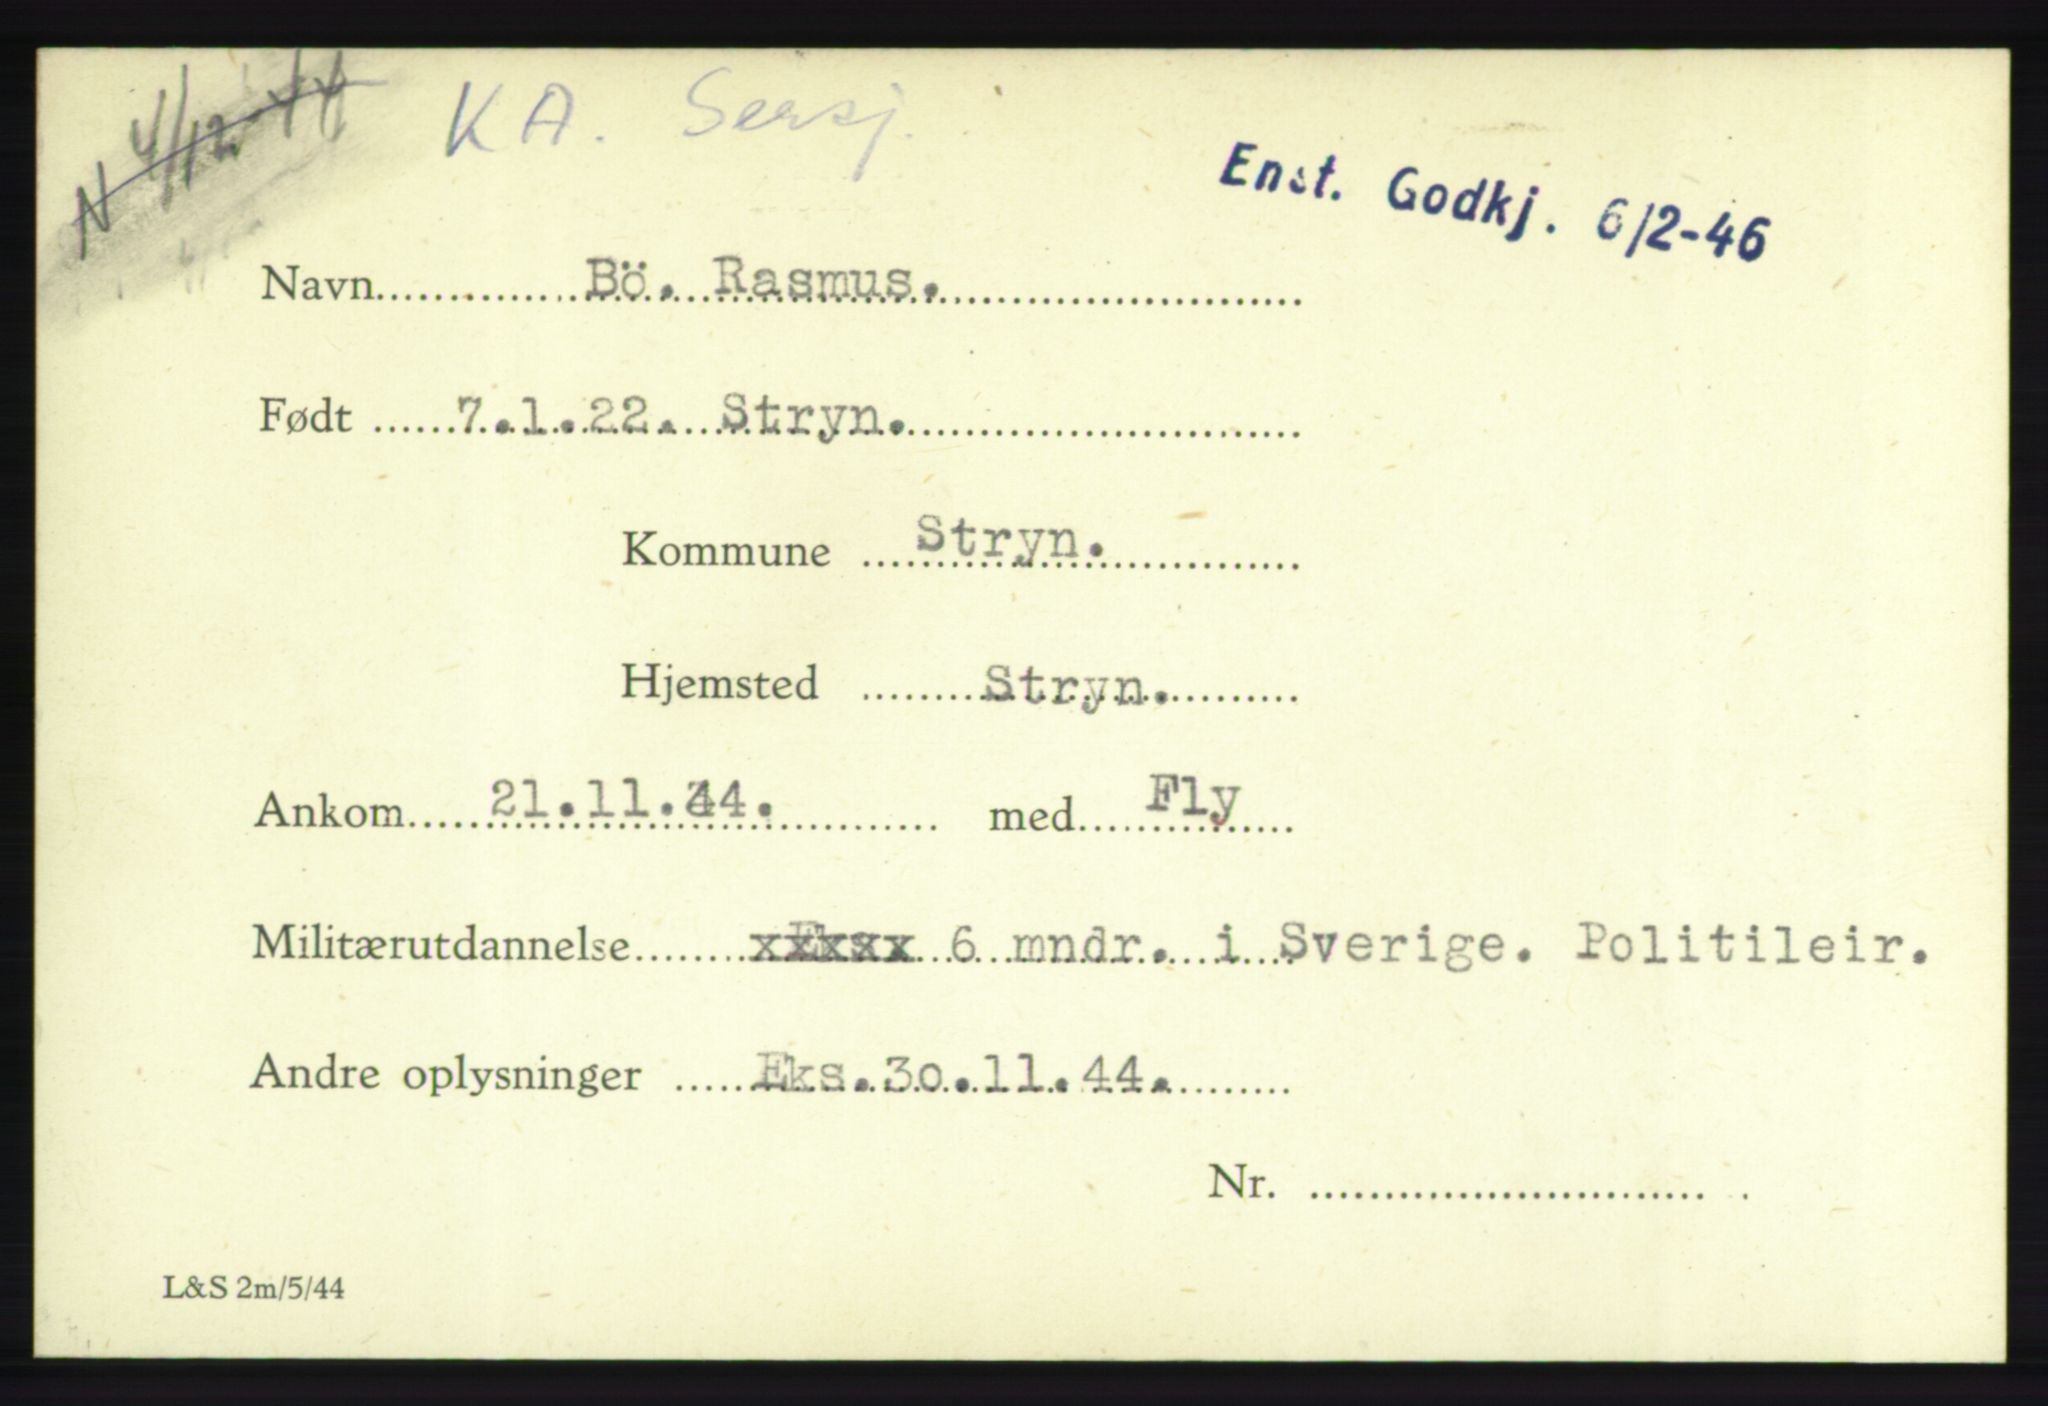 N 4/12-44
K A. Sersj.
Enst. Godkj. 6/2-46
Navn Bö. Rasmus.
Født 7.1.22. Stryn.
Kommune Stryn.
Hjemsted Stryn.
Ankom 21.11.44. med Fly
Militærutdannelse 6 mndr. i Sverige. Politileir.
Andre oplysninger Eks.30.11.44.
Nr.
L&S 2m/5/44